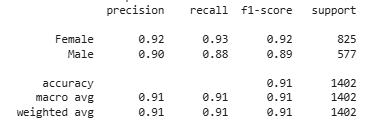 precision recall f1-score support
Female 0.92 0.93 0.92 825
Male 0.90 0.88 0.89 577
accuracy 0.91 1402
macro avg 0.91 0.91 0.91 1402
weighted avg 0.91 0.91 0.91 1402